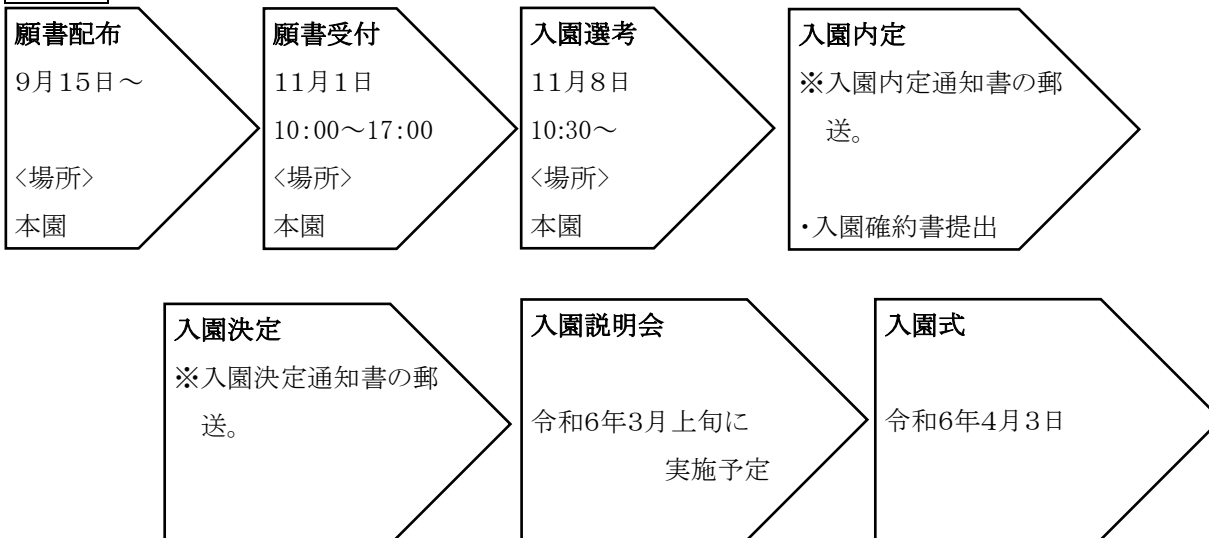 願書配布
9月15日～
<場所>
本園
願書受付
11月1日
10:00～17:00
<場所>
本園
入園選考
11月8日
10:30～
<場所>
本園
入園内定
※入園内定通知書の郵
送。
・入園確約書提出
入園決定
※入園決定通知書の郵
送。
入園説明会
令和6年3月上旬に
実施予定
入園式
令和6年4月3日